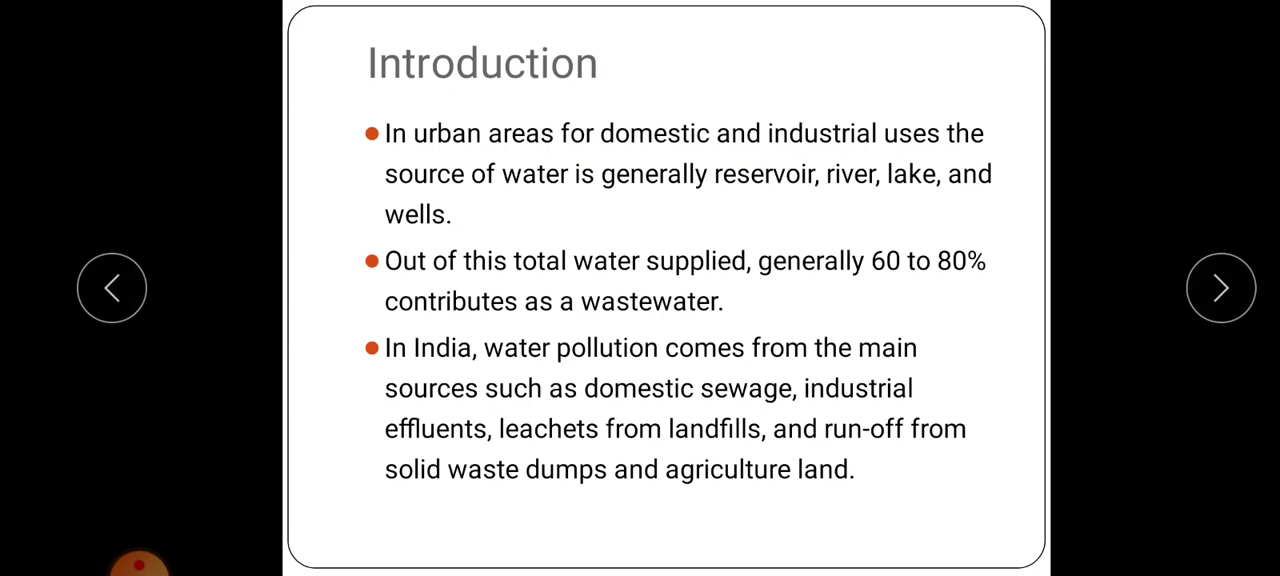 Introduction
In urban areas for domestic and industrial uses the
source of water is generally reservoir, river, lake, and
wells.
Out of this total water supplied, generally 60 to 80%
contributes as a wastewater.
In India, water pollution comes from the main
sources such as domestic sewage, industrial
effluents, leachets from landfills, and run-off from
solid waste dumps and agriculture land.